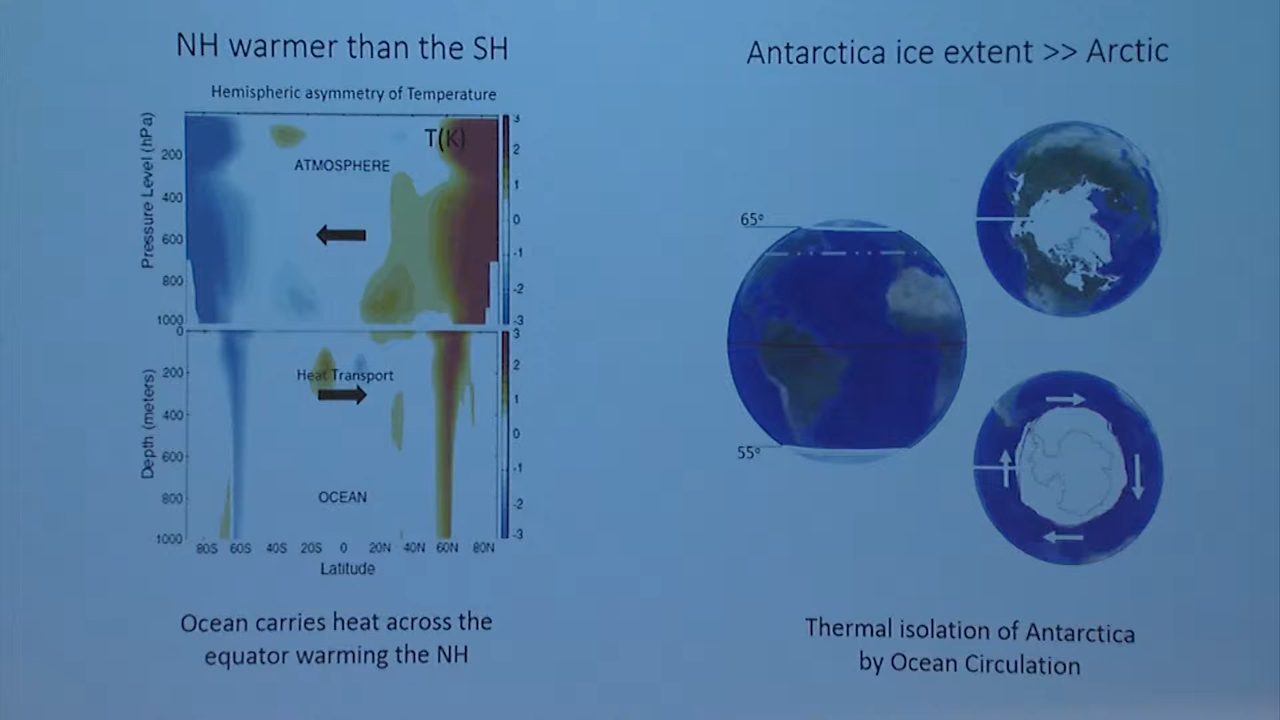 NH warmer than the SH
Hemispheric asymmetry of Temperature
Pressure Level (hPa)
200
400
600
800
1000
T(K)
ATMOSPHERE
3
2
1
0
-1
-2
-3
Depth (meters)
0
200
400
600
800
1000
Heat Transport
OCEAN
3
2
1
0
-1
-2
-3
80S 60S 40S 20S 0 20N 40N 60N 80N
Latitude
Ocean carries heat across the
equator warming the NH
Antarctica ice extent >> Arctic
65º
55º
Thermal isolation of Antarctica
by Ocean Circulation